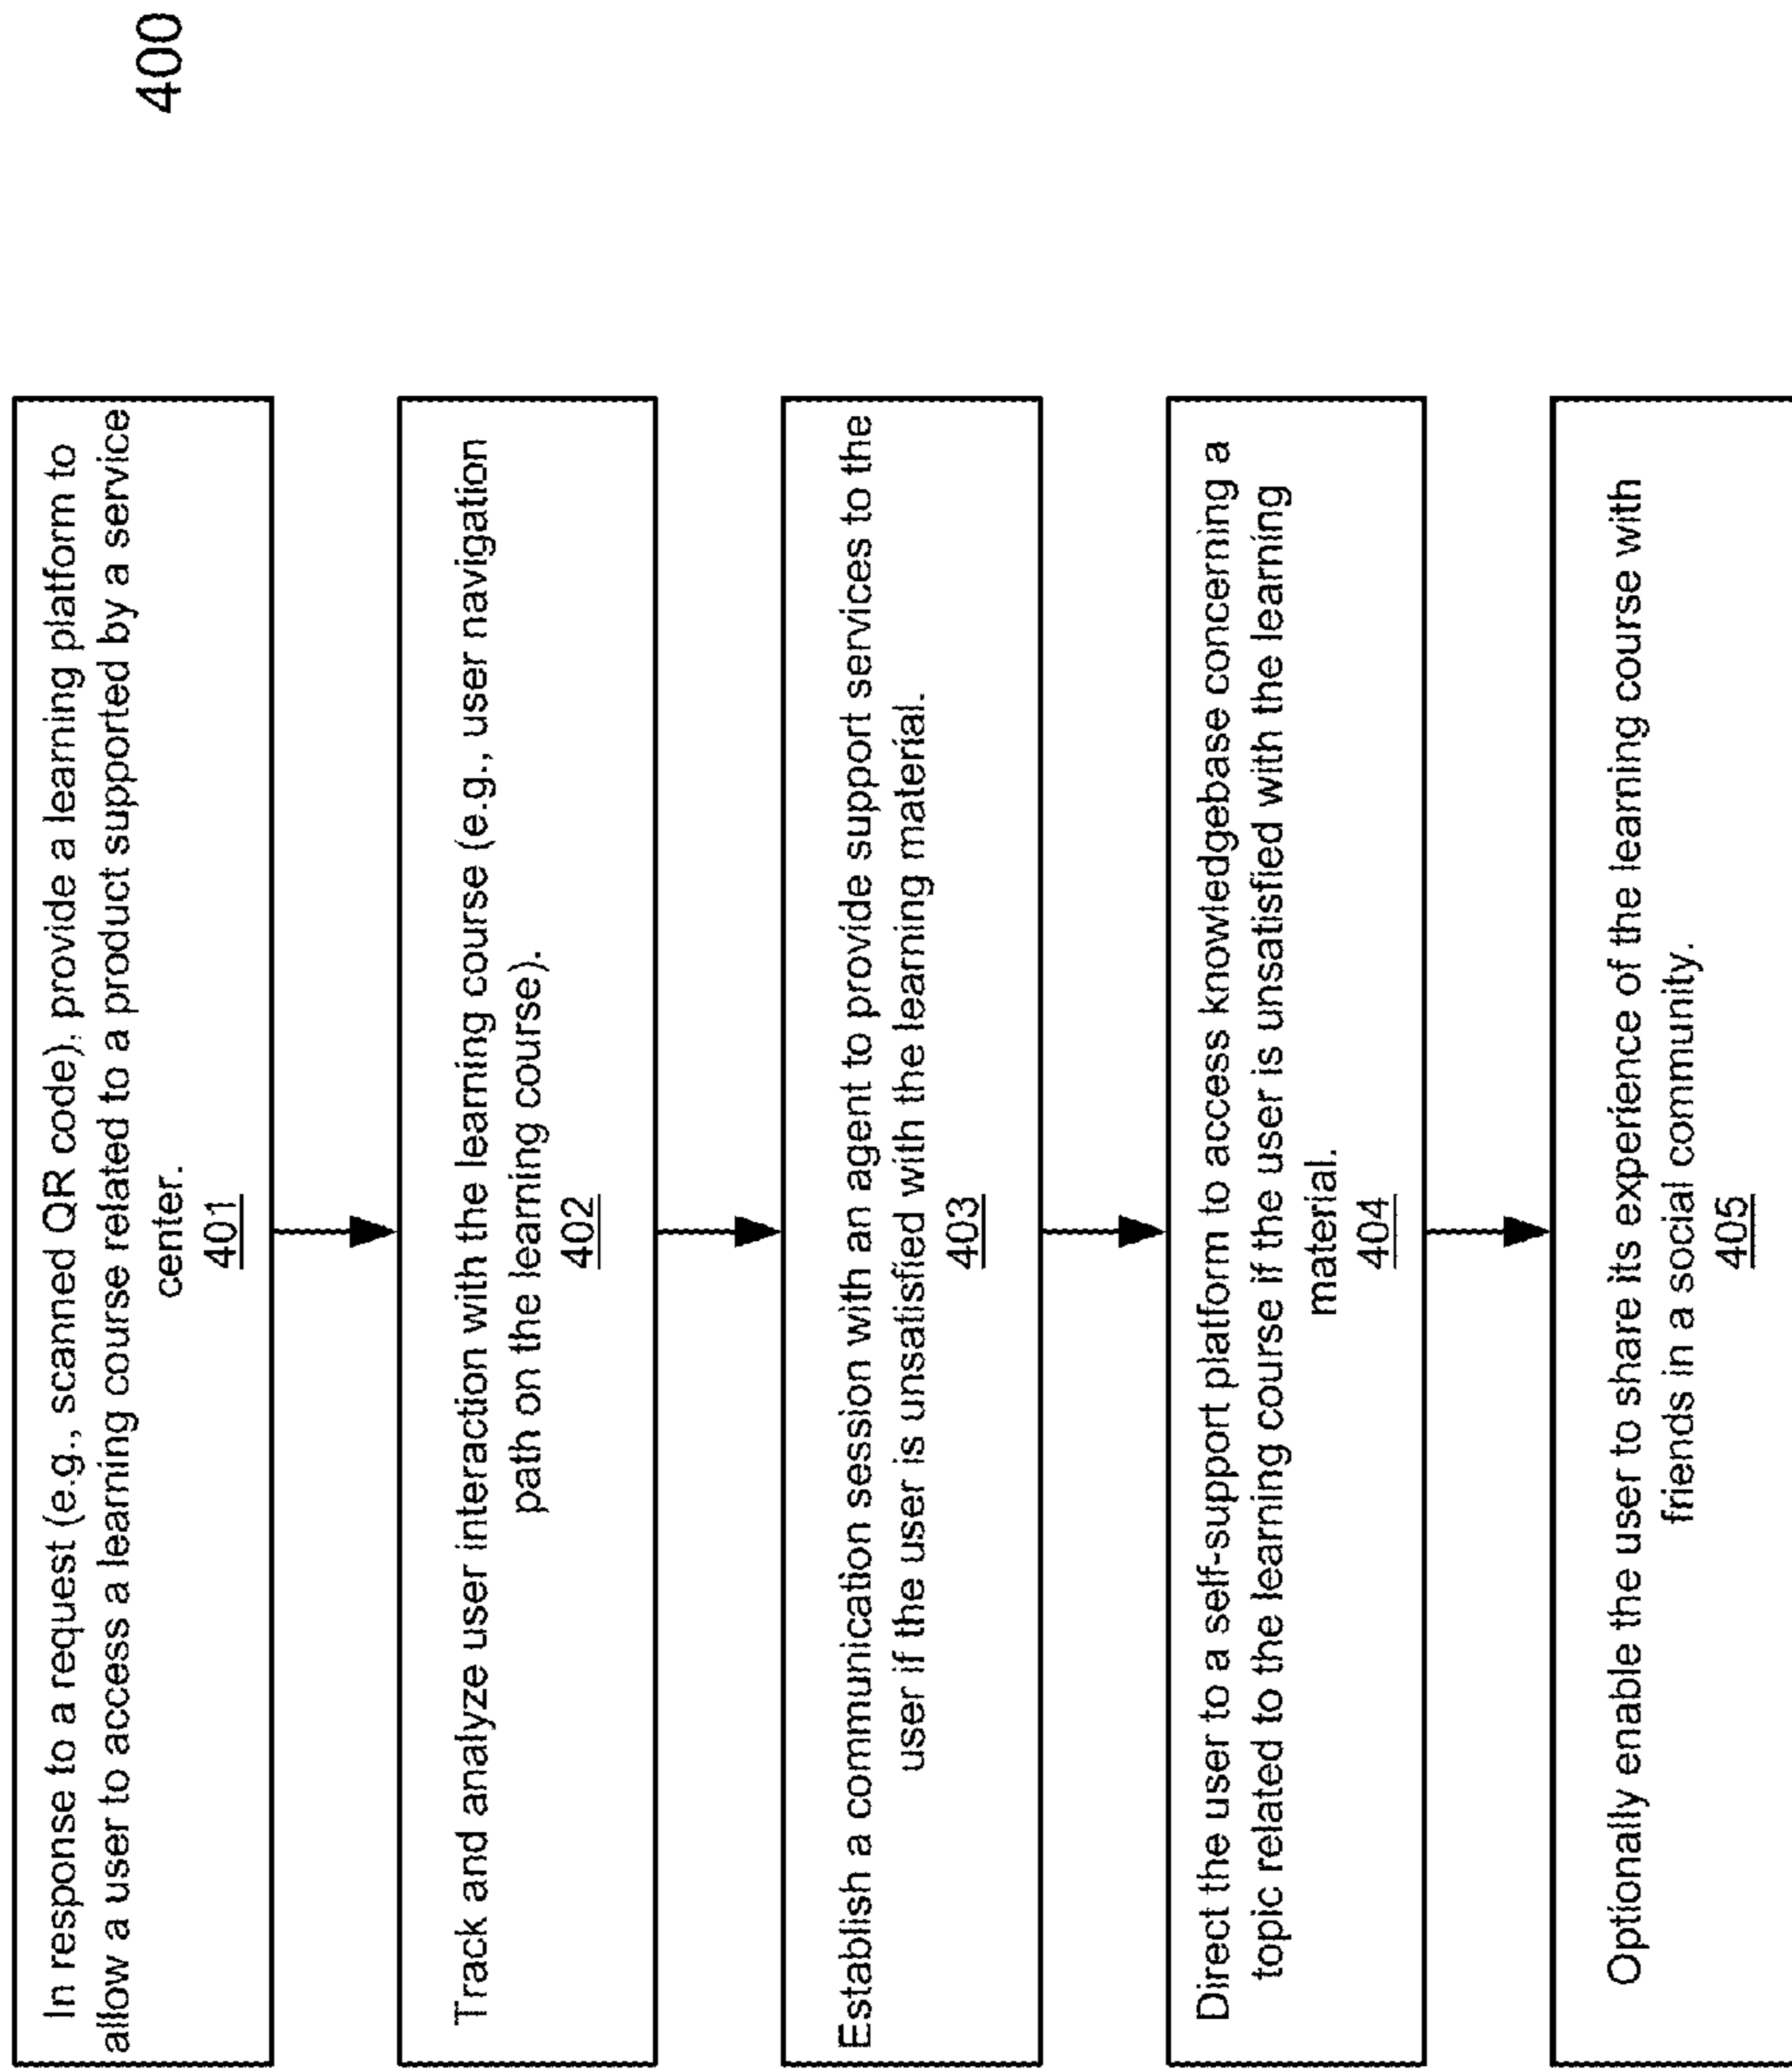 400
In response to a request (e.g., scanned QR code), provide a learning platform to
allow a user to access a learning course related to a product supported by a service
center.
401
Track and analyze user interaction with the learning course (e.g., user navigation
path on the learning course).
402
Establish a communication session with an agent to provide support services to the
user if the user is unsatisfied with the learning material.
403
Direct the user to a self-support platform to access knowledgebase concerning a
topic related to the learning course if the user is unsatisfied with the learning
material.
404
Optionally enable the user to share its experience of the learning course with
friends in a social community.
405